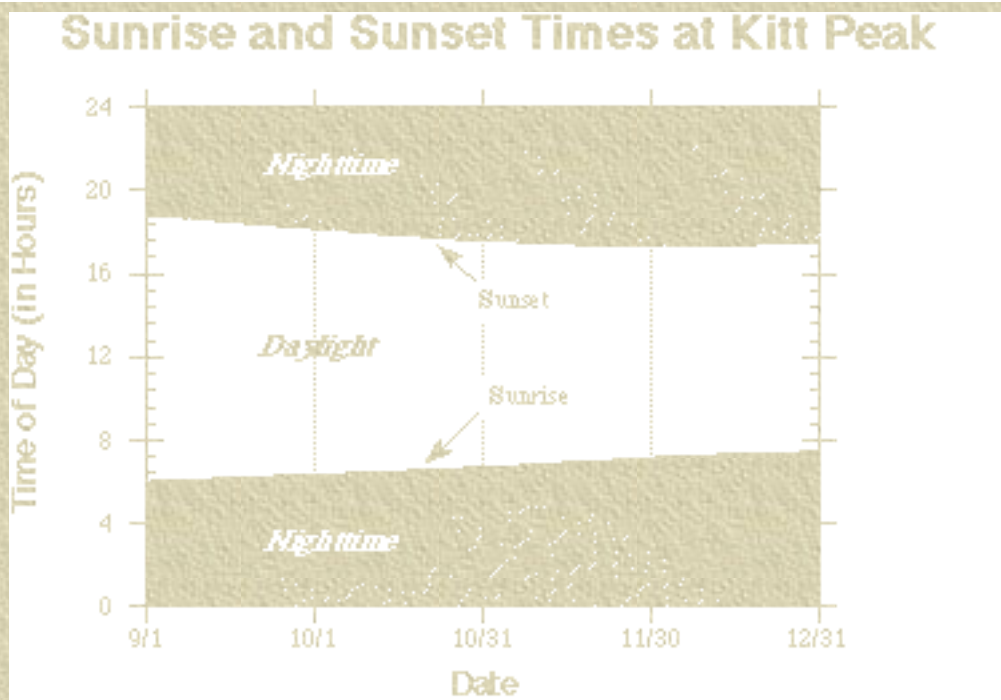 Sunrise and Sunset Times at Kitt Peak
24
Nighttime
20
16
Sunset
Daylight
12
Sunrise
8
4
Nighttime
0
9/1 10/1 10/31 11/30 12/31
Date
Time of Day (in Hours)